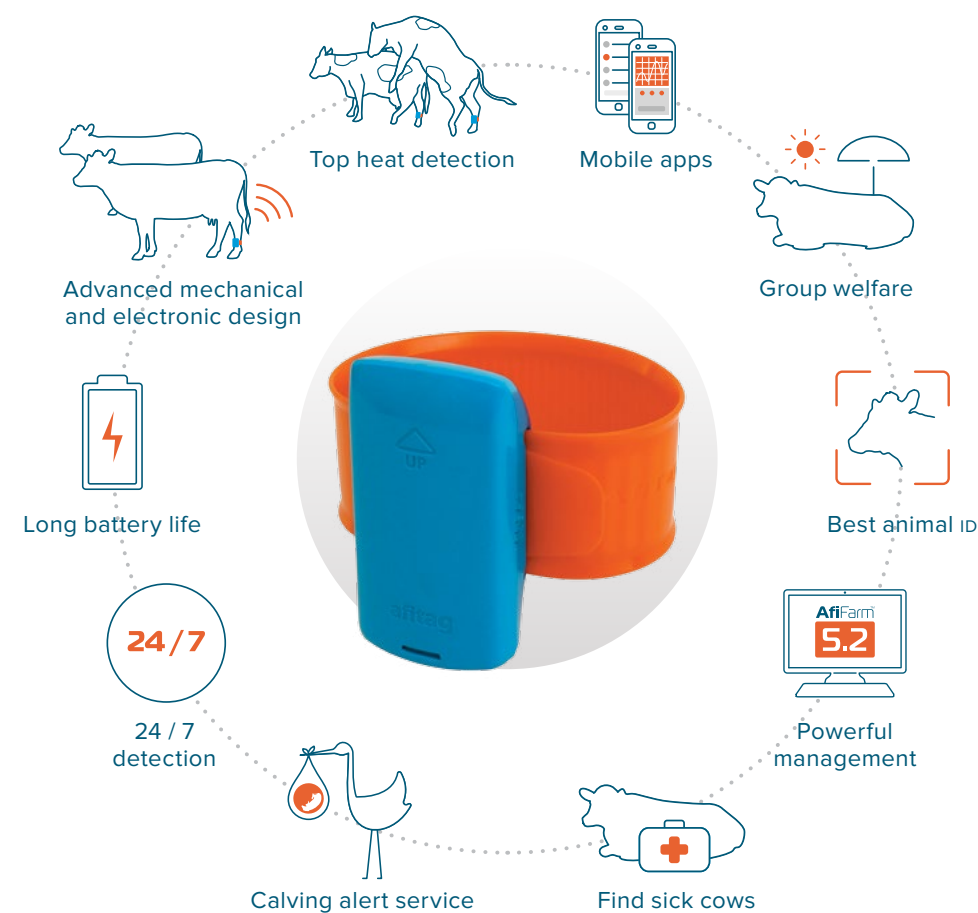 Top heat detection
Mobile apps
Advanced mechanical
and electronic design
Group welfare
Long battery life
UP
Best animal ID
24/7
24 / 7
detection
afitag
AfiFarm
5.2
Powerful
management
Calving alert service
Find sick cows